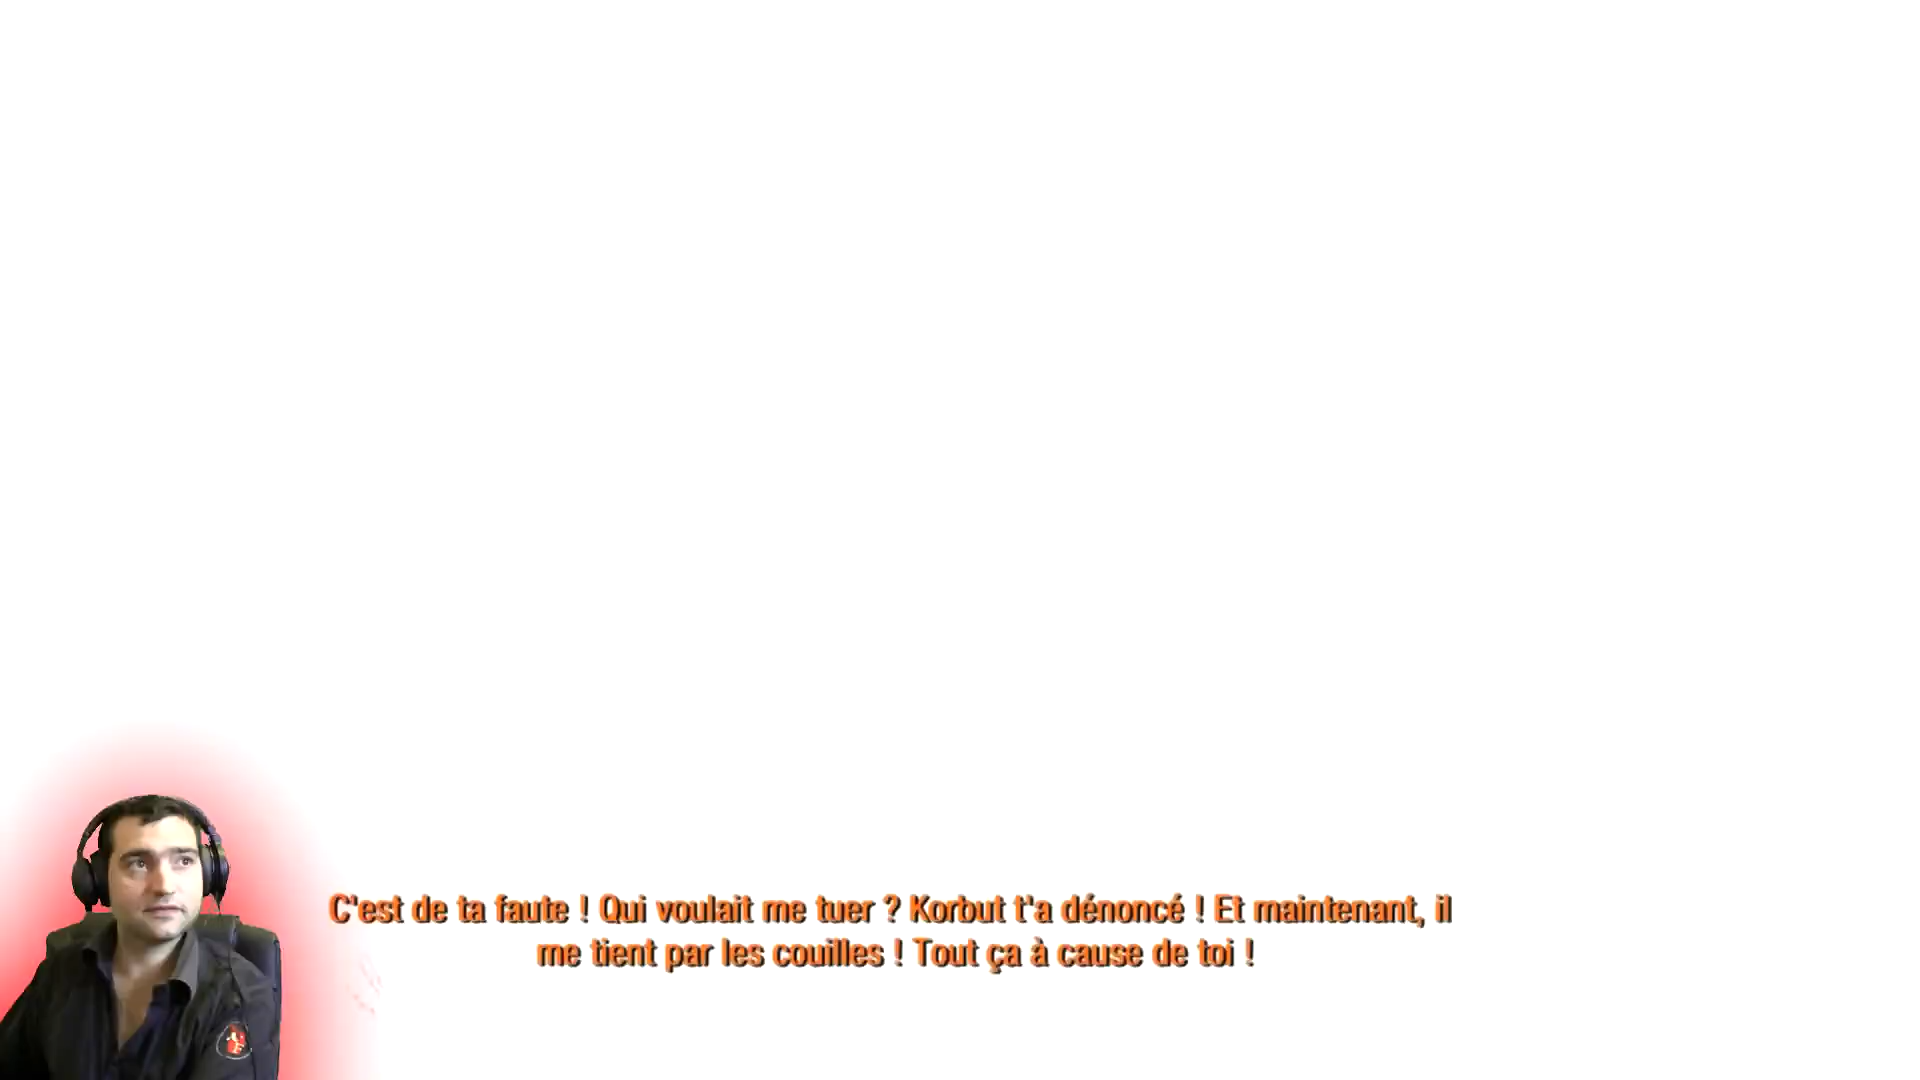 C'est de ta faute ! Qui voulait me tuer ? Korbut t'a dénoncé ! Et maintenant, il
me tient par les couilles ! Tout ça à cause de toi !